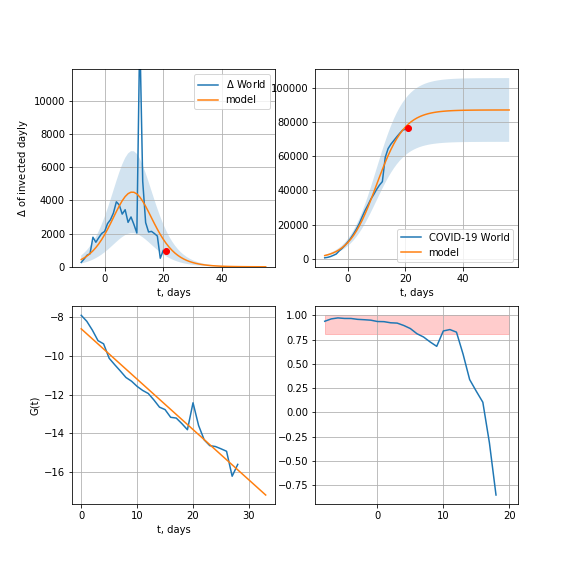 Δ of invected dayly
10000
8000
6000
4000
2000
0
0 20 40
t, days
Δ World
model
100000
80000
60000
40000
20000
0
0 20 40
t, days
COVID-19 World
model
G(t)
−8
−10
−12
−14
−16
0 10 20 30
t, days
1.00
0.75
0.50
0.25
0.00
−0.25
−0.50
−0.75
0 10 20